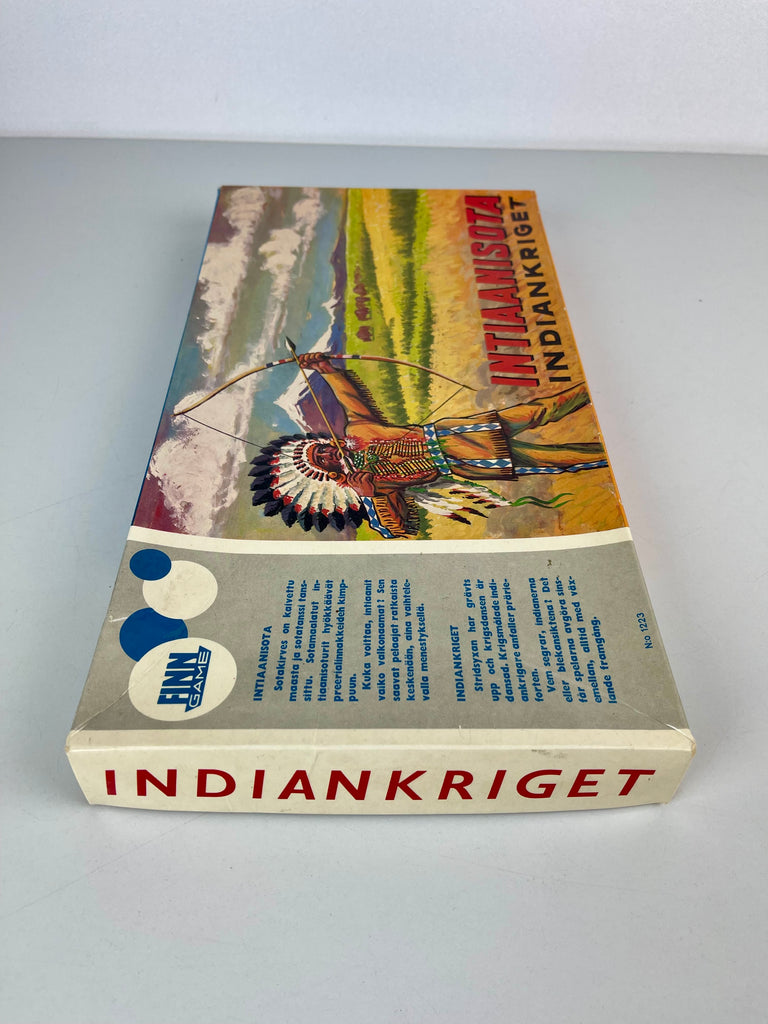 INTIAANISOTA
INDIANKRIGET
FINN
GAME
INTIAANISOTA
Sotakirves on kaivettu
maasta ja sotatanssi tans-
sittu. Sotamaalatut in-
tiaanisoturit hyökkäävät
preerialinnakkeideh kimp-
puun.
Kuka voittaa, intiaanit
vaiko valkonaamat? Sen
saavat pelaajat ratkaista
keskenään, aina vaihtele-
valla menestyksellä.
INDIANKRIGET
Stridsyxan har grävts
upp och krigsdansen är
dansad. Krigsmålade indi-
ankrigare anfaller prärie-
forten.
Vem segrar, indianerna
eller blekansiktena? Det
får spelarna avgöra sins-
emellan, alltid med väx-
lande framgång.
N:o 1223
INDIANKRIGET